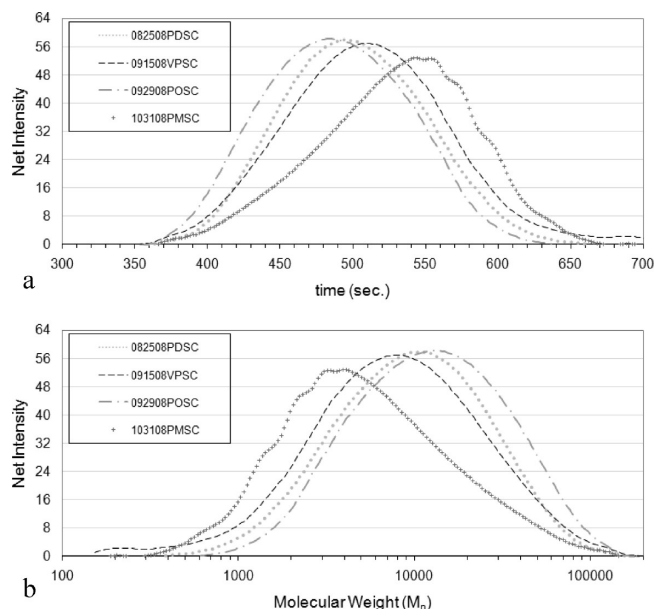 64
56
48
40
32
24
16
8
0
Net Intensity
082508PDSC
091508VPSC
092908POSC
103108PMSC
300 350 400 450 500 550 600 650 700
time (sec.)
a
64
56
48
40
32
24
16
8
0
Net Intensity
082508PDSC
091508VPSC
092908POSC
103108PMSC
100 1000 10000 100000
Molecular Weight (Mn)
b